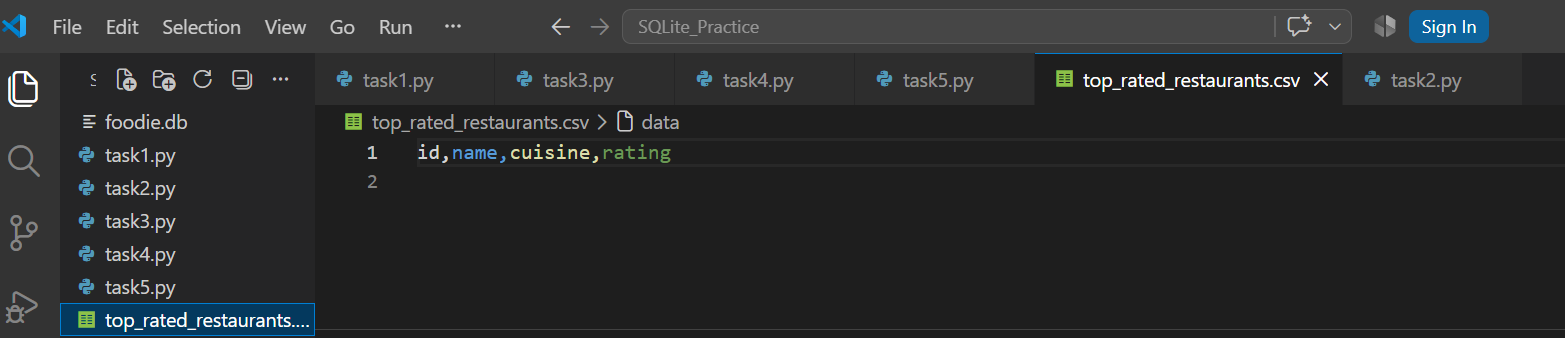 File Edit Selection View Go Run ··· SQLite_Practice Sign In
S ···
foodie.db
task1.py
task2.py
task3.py
task4.py
task5.py
top_rated_restaurants....
task1.py task3.py task4.py task5.py top_rated_restaurants.csv task2.py
top_rated_restaurants.csv > data
1 id,name,cuisine,rating
2